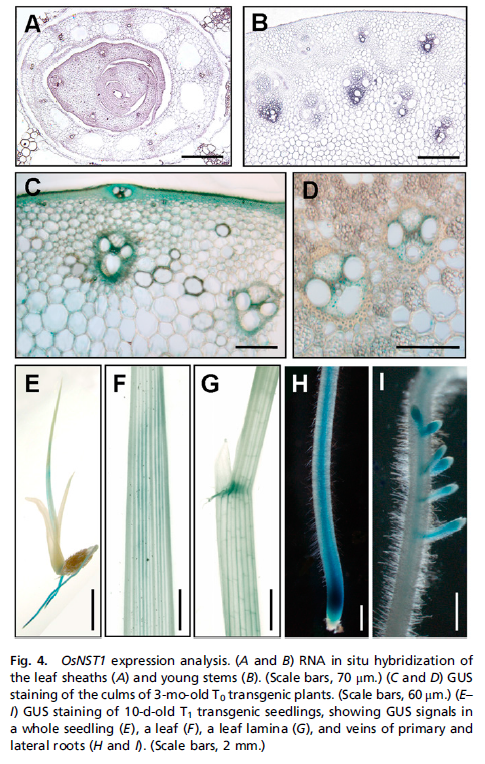 A
B
C
D
E
F
G
H
I
Fig. 4. OsNST1 expression analysis. (A and B) RNA in situ hybridization of
the leaf sheaths (A) and young stems (B). (Scale bars, 70 μm.) (C and D) GUS
staining of the culms of 3-mo-old T₀ transgenic plants. (Scale bars, 60 μm.) (E–
I) GUS staining of 10-d-old T₁ transgenic seedlings, showing GUS signals in
a whole seedling (E), a leaf (F), a leaf lamina (G), and veins of primary and
lateral roots (H and I). (Scale bars, 2 mm.)